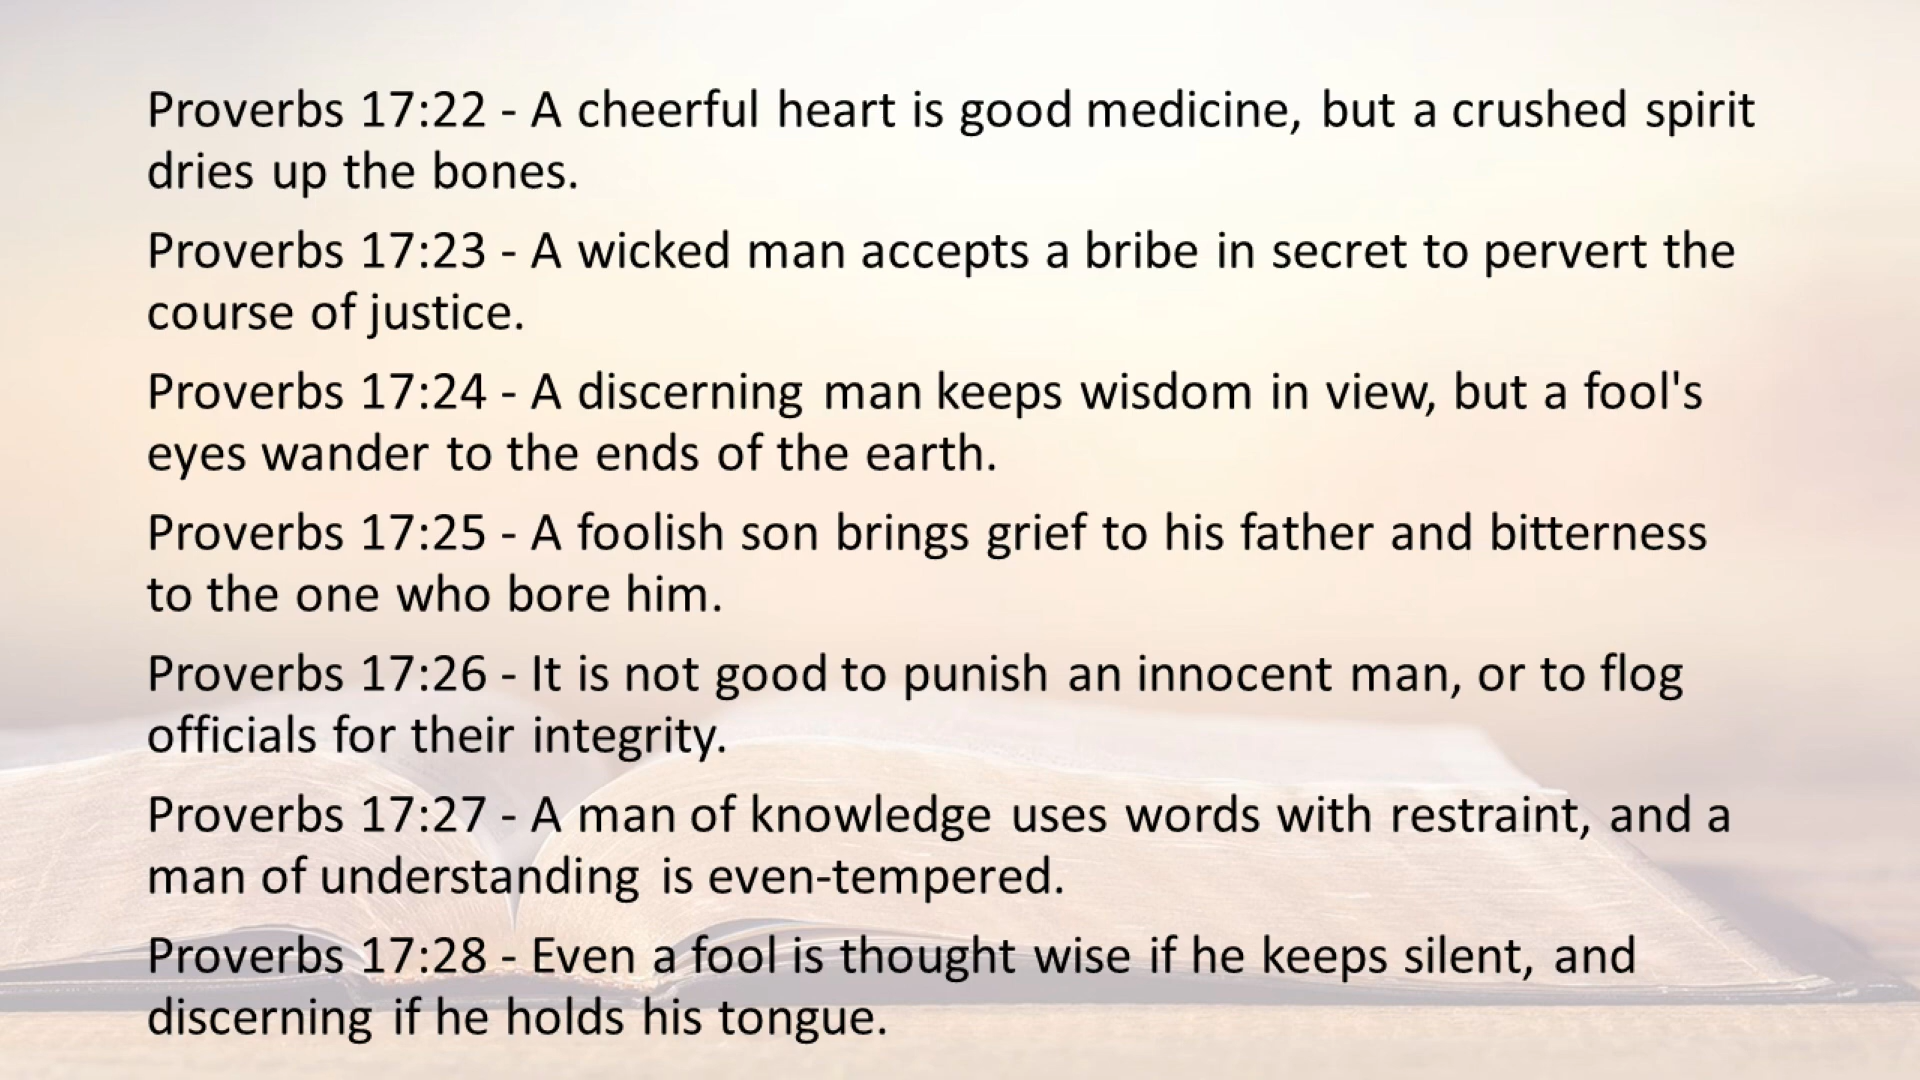 Proverbs 17:22 - A cheerful heart is good medicine, but a crushed spirit
dries up the bones.
Proverbs 17:23 - A wicked man accepts a bribe in secret to pervert the
course of justice.
Proverbs 17:24 - A discerning man keeps wisdom in view, but a fool's
eyes wander to the ends of the earth.
Proverbs 17:25 - A foolish son brings grief to his father and bitterness
to the one who bore him.
Proverbs 17:26 - It is not good to punish an innocent man, or to flog
officials for their integrity.
Proverbs 17:27 - A man of knowledge uses words with restraint, and a
man of understanding is even-tempered.
Proverbs 17:28 - Even a fool is thought wise if he keeps silent, and
discerning if he holds his tongue.